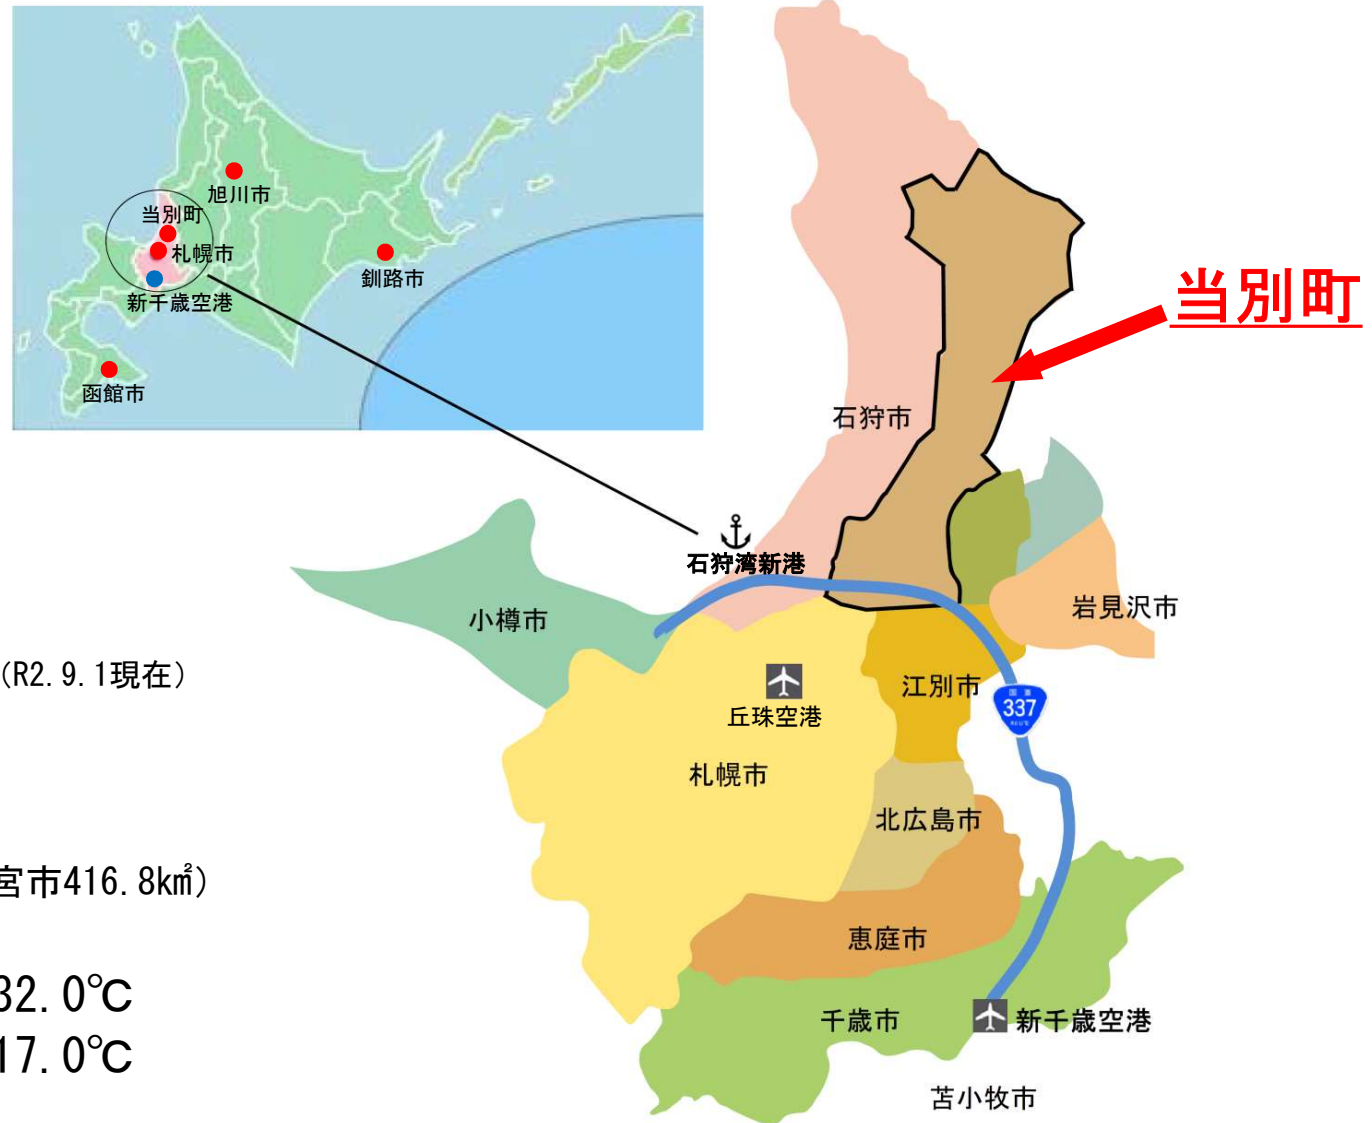 旭川市
当別町
札幌市
新千歳空港
釧路市
函館市
当別町
石狩市
石狩湾新港
小樽市
岩見沢市
(R2.9.1現在)
江別市
国道
337
ROUTE
丘珠空港
札幌市
北広島市
宮市416.8k㎡)
恵庭市
32.0℃
千歳市
新千歳空港
17.0℃
苫小牧市